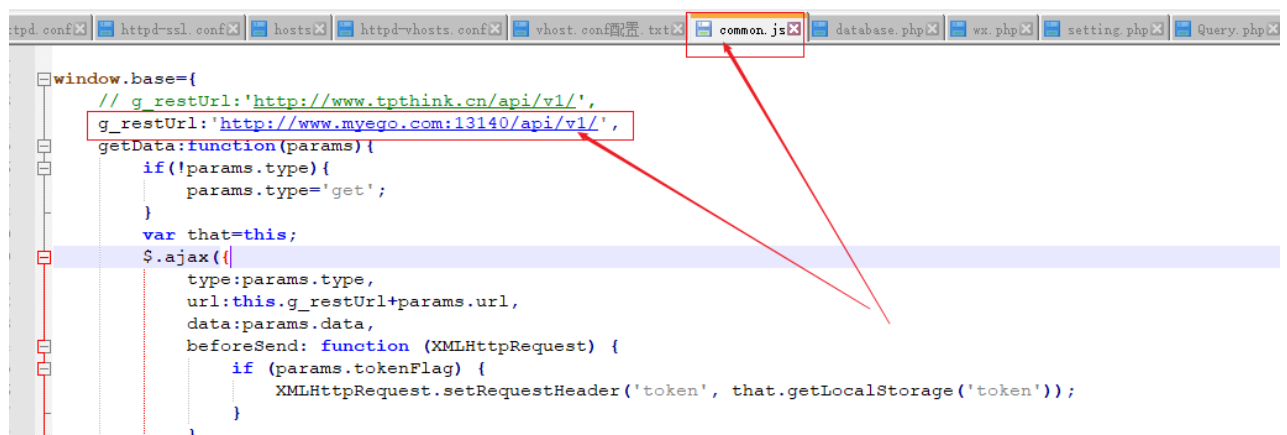 tpd.conf httpd-ssl.conf hosts httpd-vhosts.conf vhost.conf配置.txt common.js database.php wx.php setting.php Query.php
window.base={
// g_restUrl:'http://www.tpthink.cn/api/v1/',
g_restUrl:'http://www.myego.com:13140/api/v1/',
getData:function(params){
if(!params.type){
params.type='get';
}
var that=this;
$.ajax({
type:params.type,
url:this.g_restUrl+params.url,
data:params.data,
beforeSend: function (XMLHttpRequest) {
if (params.tokenFlag) {
XMLHttpRequest.setRequestHeader('token', that.getLocalStorage('token'));
}
}